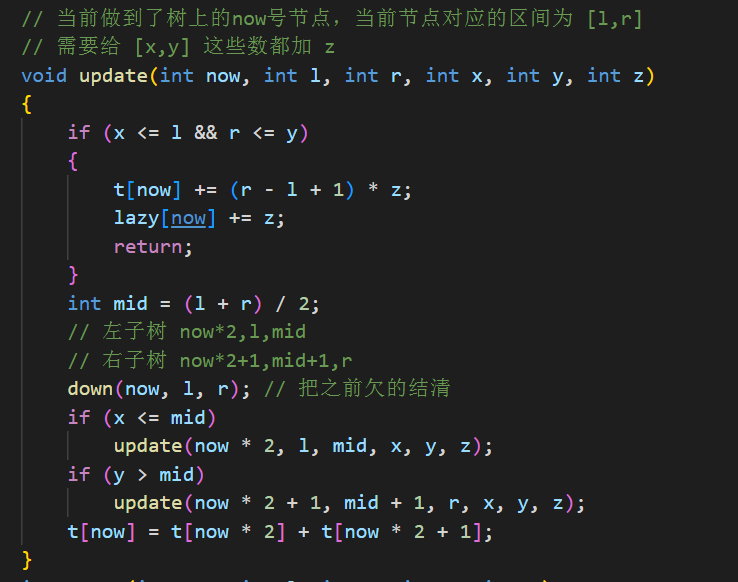 // 当前做到了树上的now号节点，当前节点对应的区间为 [l,r]
// 需要给 [x,y] 这些数都加 z
void update(int now, int l, int r, int x, int y, int z)
{
    if (x <= l && r <= y)
    {
        t[now] += (r - l + 1) * z;
        lazy[now] += z;
        return;
    }
    int mid = (l + r) / 2;
    // 左子树 now*2,l,mid
    // 右子树 now*2+1,mid+1,r
    down(now, l, r); // 把之前欠的结清
    if (x <= mid)
        update(now * 2, l, mid, x, y, z);
    if (y > mid)
        update(now * 2 + 1, mid + 1, r, x, y, z);
    t[now] = t[now * 2] + t[now * 2 + 1];
}